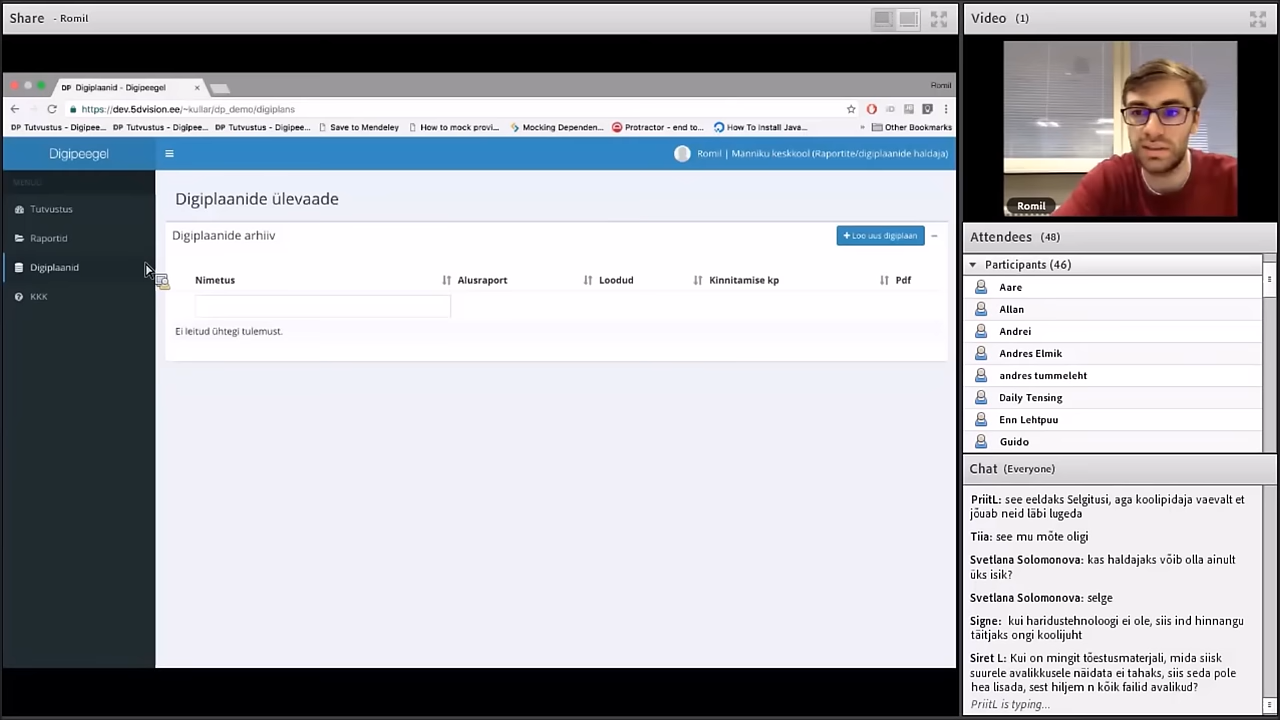 Share - Romil
DP Digiplaanid - Digipeegel
Romil
https://dev.5dvision.ee/~kullar/dp_demo/digiplans
DP Tutvustus - Digipee... DP Tutvustus - Digipee... DP Tutvustus - Digipee... Save to Mendeley How to mock provi... Mocking Dependen... Protractor - end to... How To install Java... » Other Bookmarks
Digipeegel
Romil | Männiku keskkool (Raportite/digiplaanide haldaja)
MENÜÜ
Tutvustus
Raportid
Digiplaanid
KKK
Digiplaanide ülevaade
Digiplaanide arhiiv
+ Loo uus digiplaan
Nimetus Alusraport Loodud Kinnitamise kp Pdf
Ei leitud ühtegi tulemust.
Video (1)
Romil
Attendees (48)
Participants (46)
Aare
Allan
Andrei
Andres Elmik
andres tummeleht
Daily Tensing
Enn Lehtpuu
Guido
Chat (Everyone)
PriitL: see eeldaks Selgitusi, aga koolipidaja vaevalt et
jõuab neid läbi lugeda
Tiia: see mu mõte oligi
Svetlana Solomonova: kas haldajaks võib olla ainult
üks isik?
Svetlana Solomonova: selge
Signe: kui haridustehnoloogi ei ole, siis ind hinnangu
täitjaks ongi koolijuht
Siret L: Kui on mingit tõestusmaterjali, mida siisk
suurele avalikkusele näidata ei tahaks, siis seda pole
hea lisada, sest hiljem n kõik failid avalikud?
PriitL is typing...